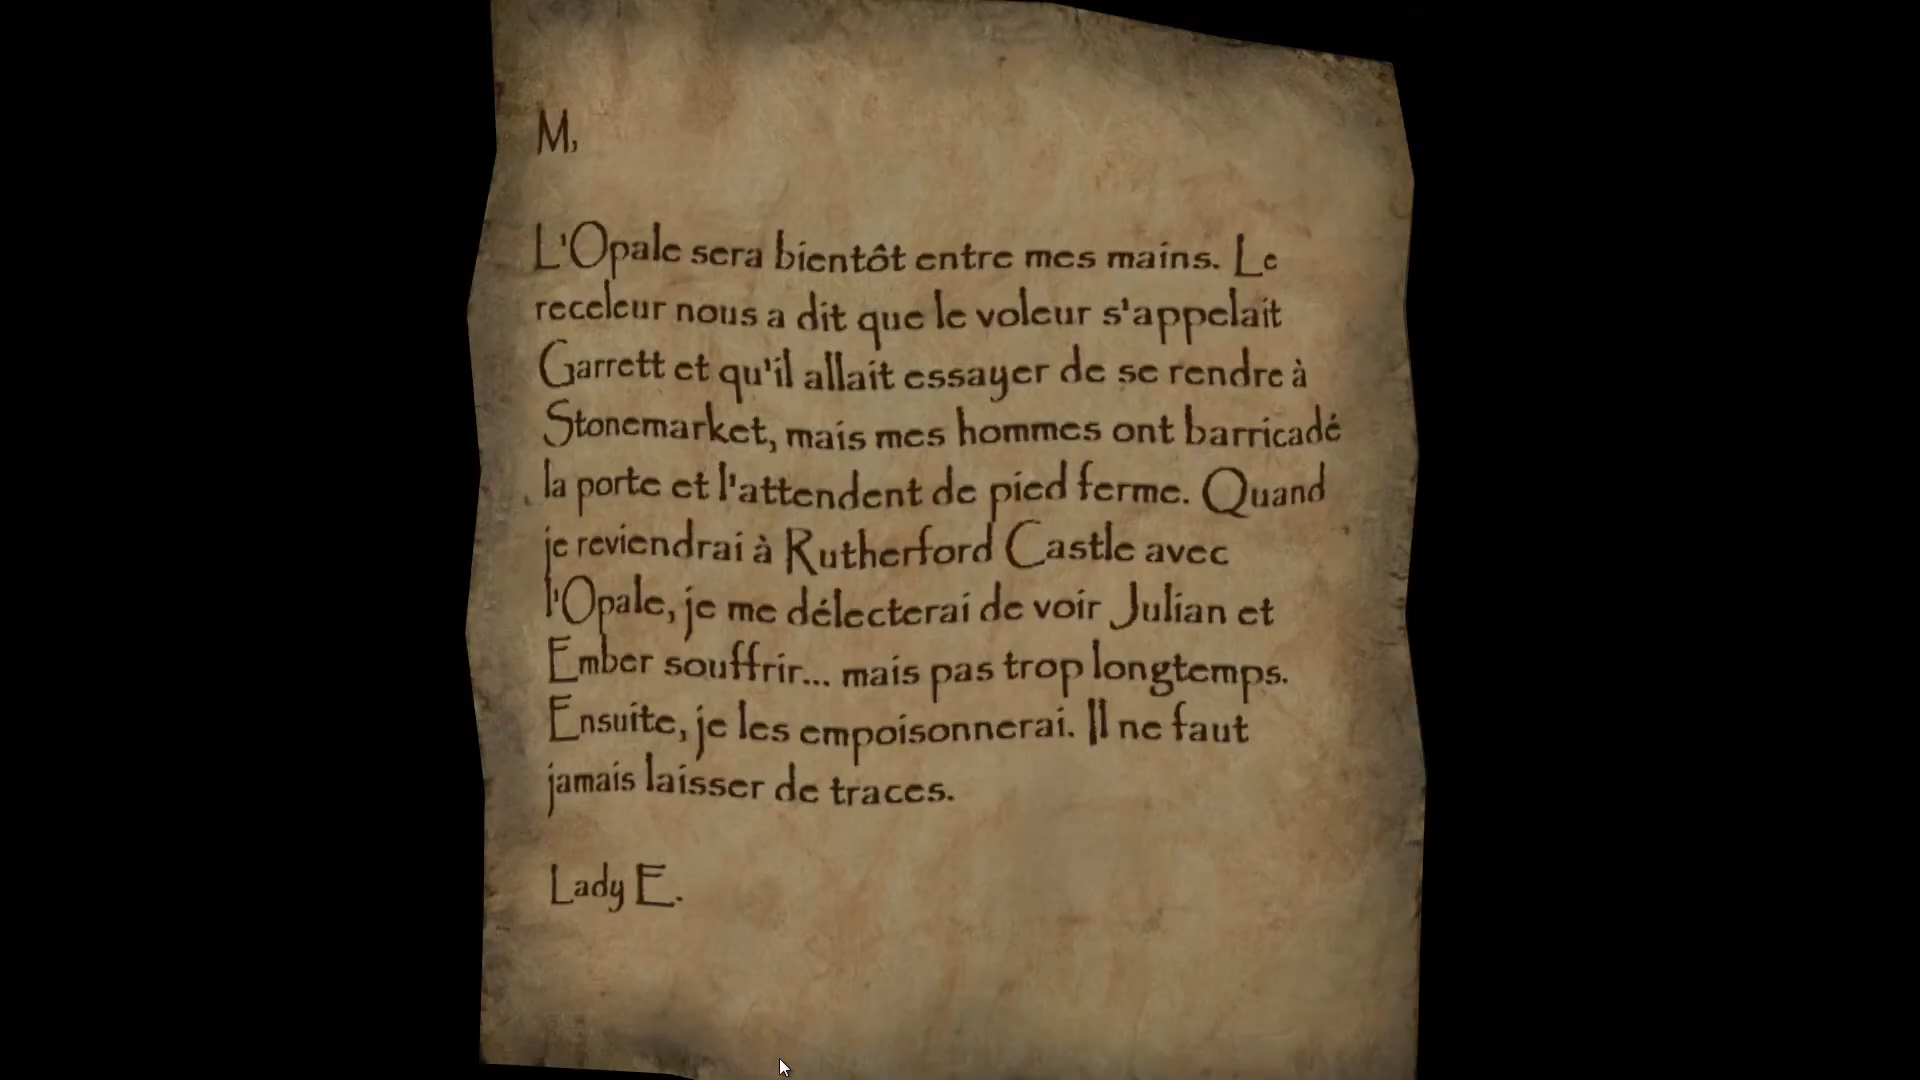 M,
L'Opale sera bientôt entre mes mains. Le
receleur nous a dit que le voleur s'appelait
Garrett et qu'il allait essayer de se rendre à
Stonemarket, mais mes hommes ont barricadé
la porte et l'attendent de pied ferme. Quand
je reviendrai à Rutherford Castle avec
l'Opale, je me délecterai de voir Julian et
Ember souffrir... mais pas trop longtemps.
Ensuite, je les empoisonnerai. Il ne faut
jamais laisser de traces.
Lady E.